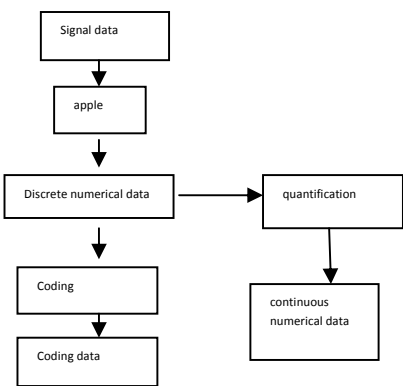 Signal data
apple
Discrete numerical data
quantification
Coding
continuous
numerical data
Coding data